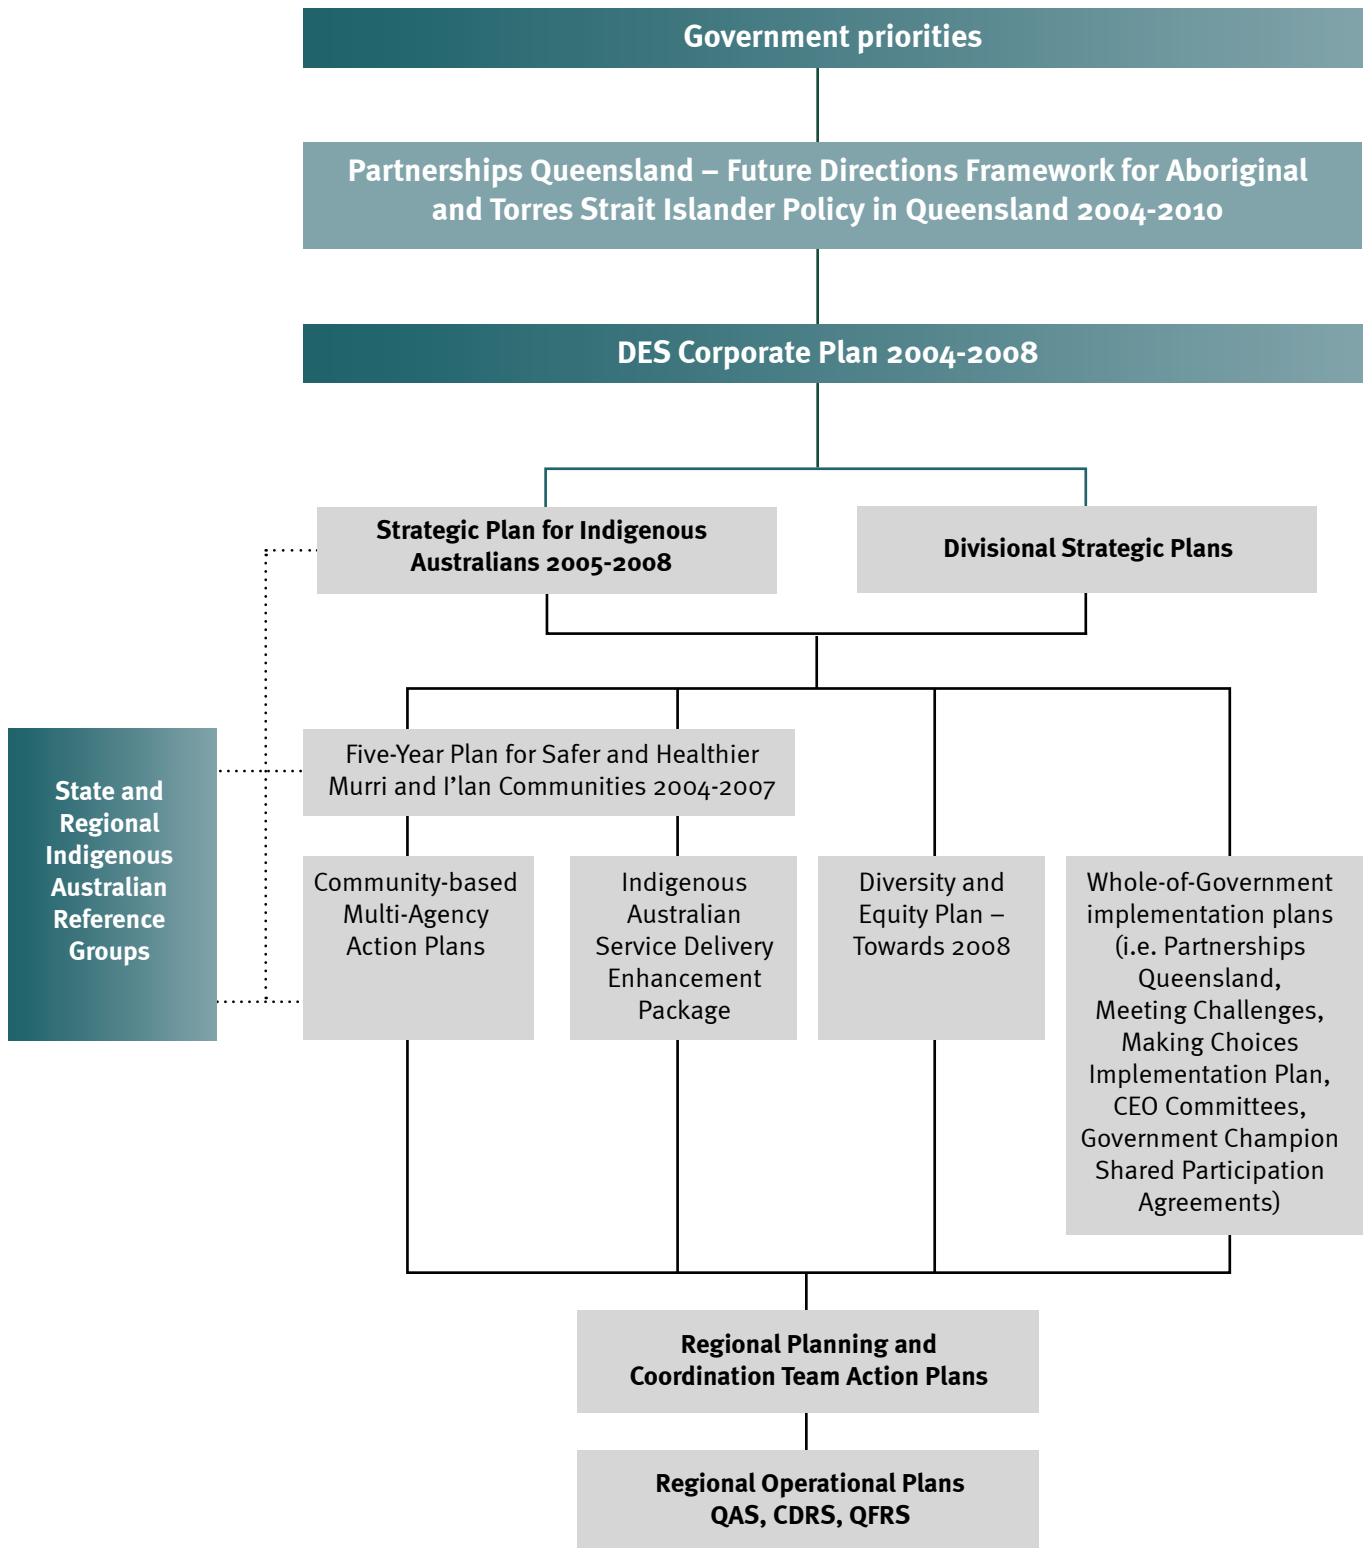 Government priorities
Partnerships Queensland – Future Directions Framework for Aboriginal
and Torres Strait Islander Policy in Queensland 2004-2010
DES Corporate Plan 2004-2008
Strategic Plan for Indigenous
Australians 2005-2008
Divisional Strategic Plans
State and
Regional
Indigenous
Australian
Reference
Groups
Five-Year Plan for Safer and Healthier
Murri and I’lan Communities 2004-2007
Community-based
Multi-Agency
Action Plans
Indigenous
Australian
Service Delivery
Enhancement
Package
Diversity and
Equity Plan –
Towards 2008
Whole-of-Government
implementation plans
(i.e. Partnerships
Queensland,
Meeting Challenges,
Making Choices
Implementation Plan,
CEO Committees,
Government Champion
Shared Participation
Agreements)
Regional Planning and
Coordination Team Action Plans
Regional Operational Plans
QAS, CDRS, QFRS